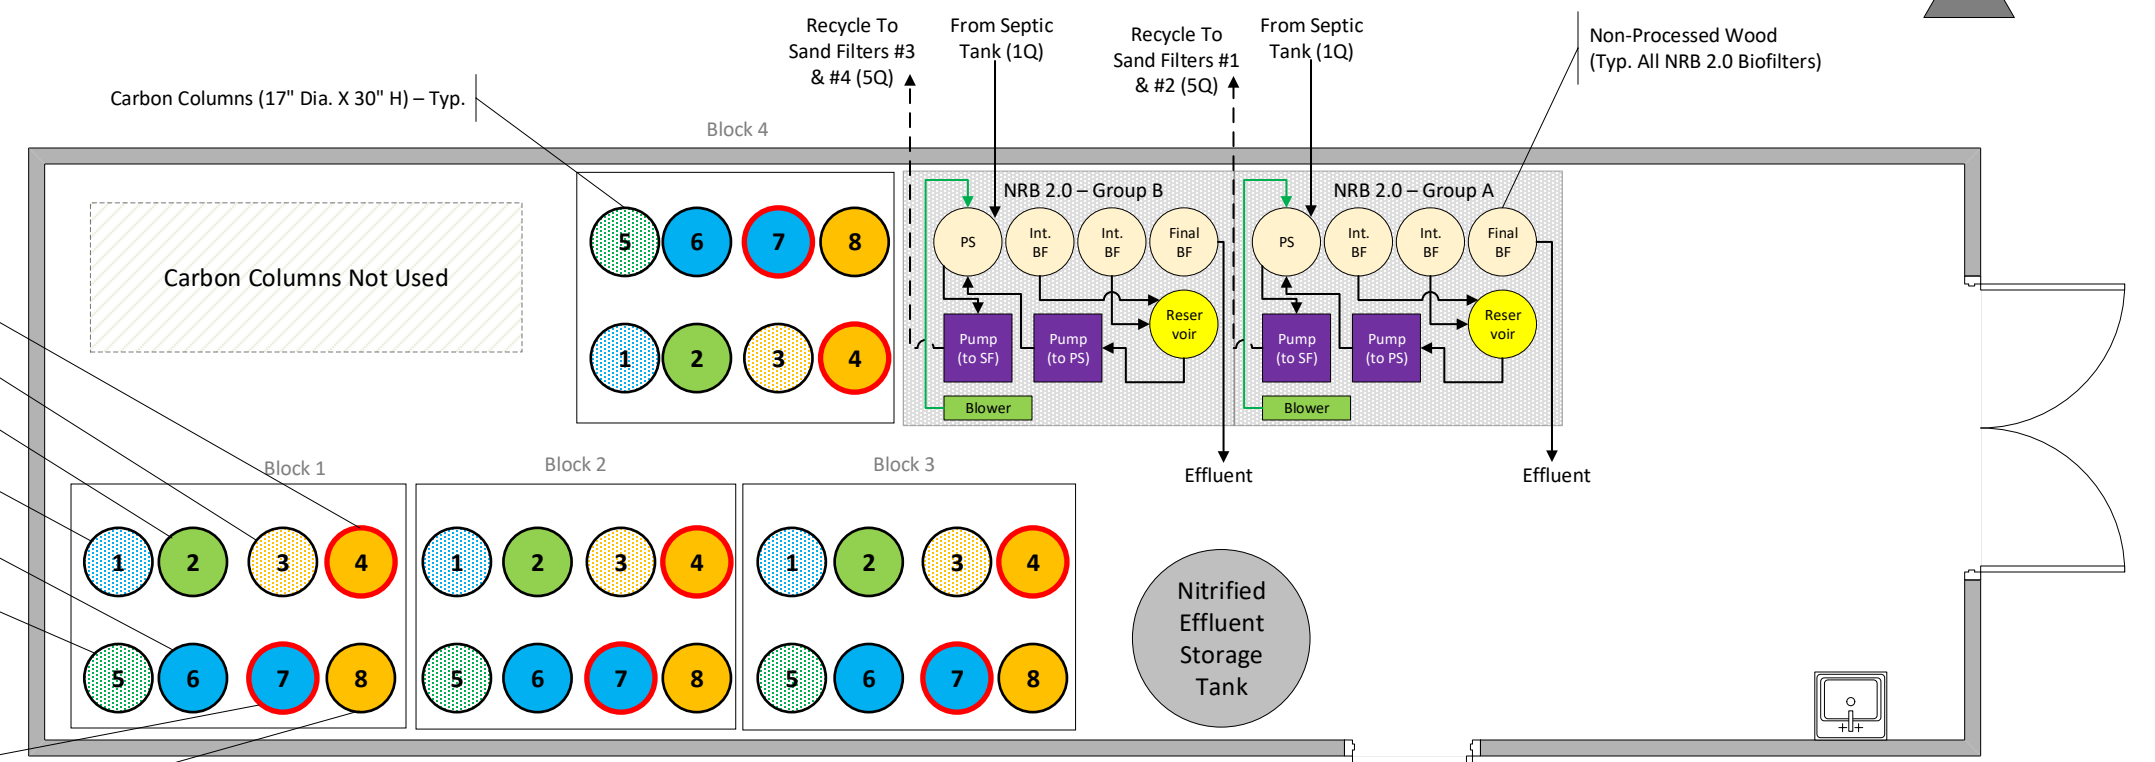 Recycle To
Sand Filters #3
& #4 (5Q)
From Septic
Tank (1Q)
Recycle To
Sand Filters #1
& #2 (5Q)
From Septic
Tank (1Q)
Non-Processed Wood
(Typ. All NRB 2.0 Biofilters)
Carbon Columns (17" Dia. X 30" H) – Typ.
Block 4
Carbon Columns Not Used
5 6 7 8
1 2 3 4
NRB 2.0 – Group B
PS
Int.
BF
Int.
BF
Final
BF
Reser
voir
Pump
(to SF)
Pump
(to PS)
Blower
Effluent
NRB 2.0 – Group A
PS
Int.
BF
Int.
BF
Final
BF
Reser
voir
Pump
(to SF)
Pump
(to PS)
Blower
Effluent
Block 1
1 2 3 4
5 6 7 8
Block 2
1 2 3 4
5 6 7 8
Block 3
1 2 3 4
5 6 7 8
Nitrified
Effluent
Storage
Tank